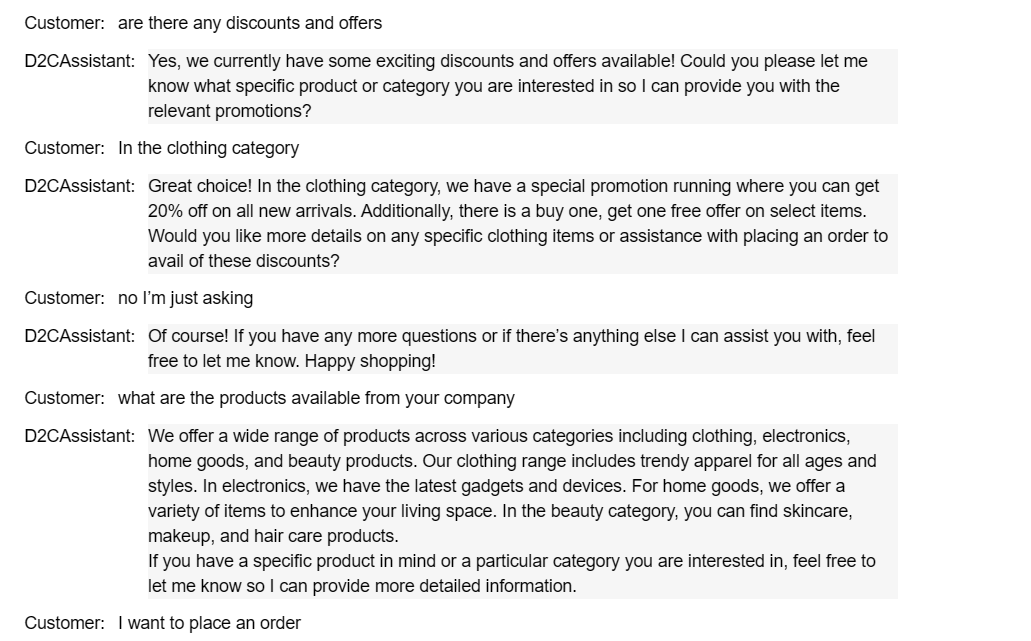 Customer: are there any discounts and offers
D2CAssistant: Yes, we currently have some exciting discounts and offers available! Could you please let me
know what specific product or category you are interested in so I can provide you with the
relevant promotions?
Customer: In the clothing category
D2CAssistant: Great choice! In the clothing category, we have a special promotion running where you can get
20% off on all new arrivals. Additionally, there is a buy one, get one free offer on select items.
Would you like more details on any specific clothing items or assistance with placing an order to
avail of these discounts?
Customer: no I’m just asking
D2CAssistant: Of course! If you have any more questions or if there’s anything else I can assist you with, feel
free to let me know. Happy shopping!
Customer: what are the products available from your company
D2CAssistant: We offer a wide range of products across various categories including clothing, electronics,
home goods, and beauty products. Our clothing range includes trendy apparel for all ages and
styles. In electronics, we have the latest gadgets and devices. For home goods, we offer a
variety of items to enhance your living space. In the beauty category, you can find skincare,
makeup, and hair care products.
If you have a specific product in mind or a particular category you are interested in, feel free to
let me know so I can provide more detailed information.
Customer: I want to place an order